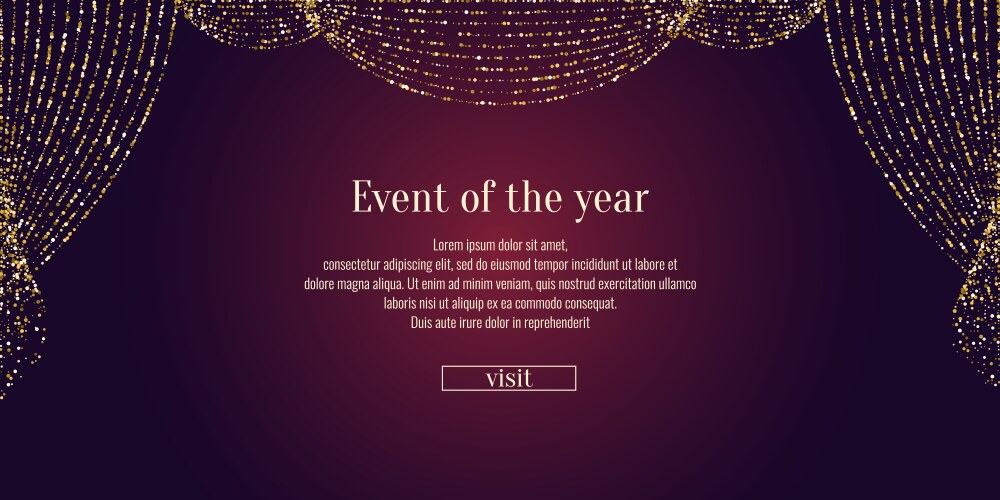 Event of the year
Lorem ipsum dolor sit amet,
consectetur adipiscing elit, sed do eiusmod tempor incididunt ut labore et
dolore magna aliqua. Ut enim ad minim veniam, quis nostrud exercitation ullamco
laboris nisi ut aliquip ex ea commodo consequat.
Duis aute irure dolor in reprehenderit
visit